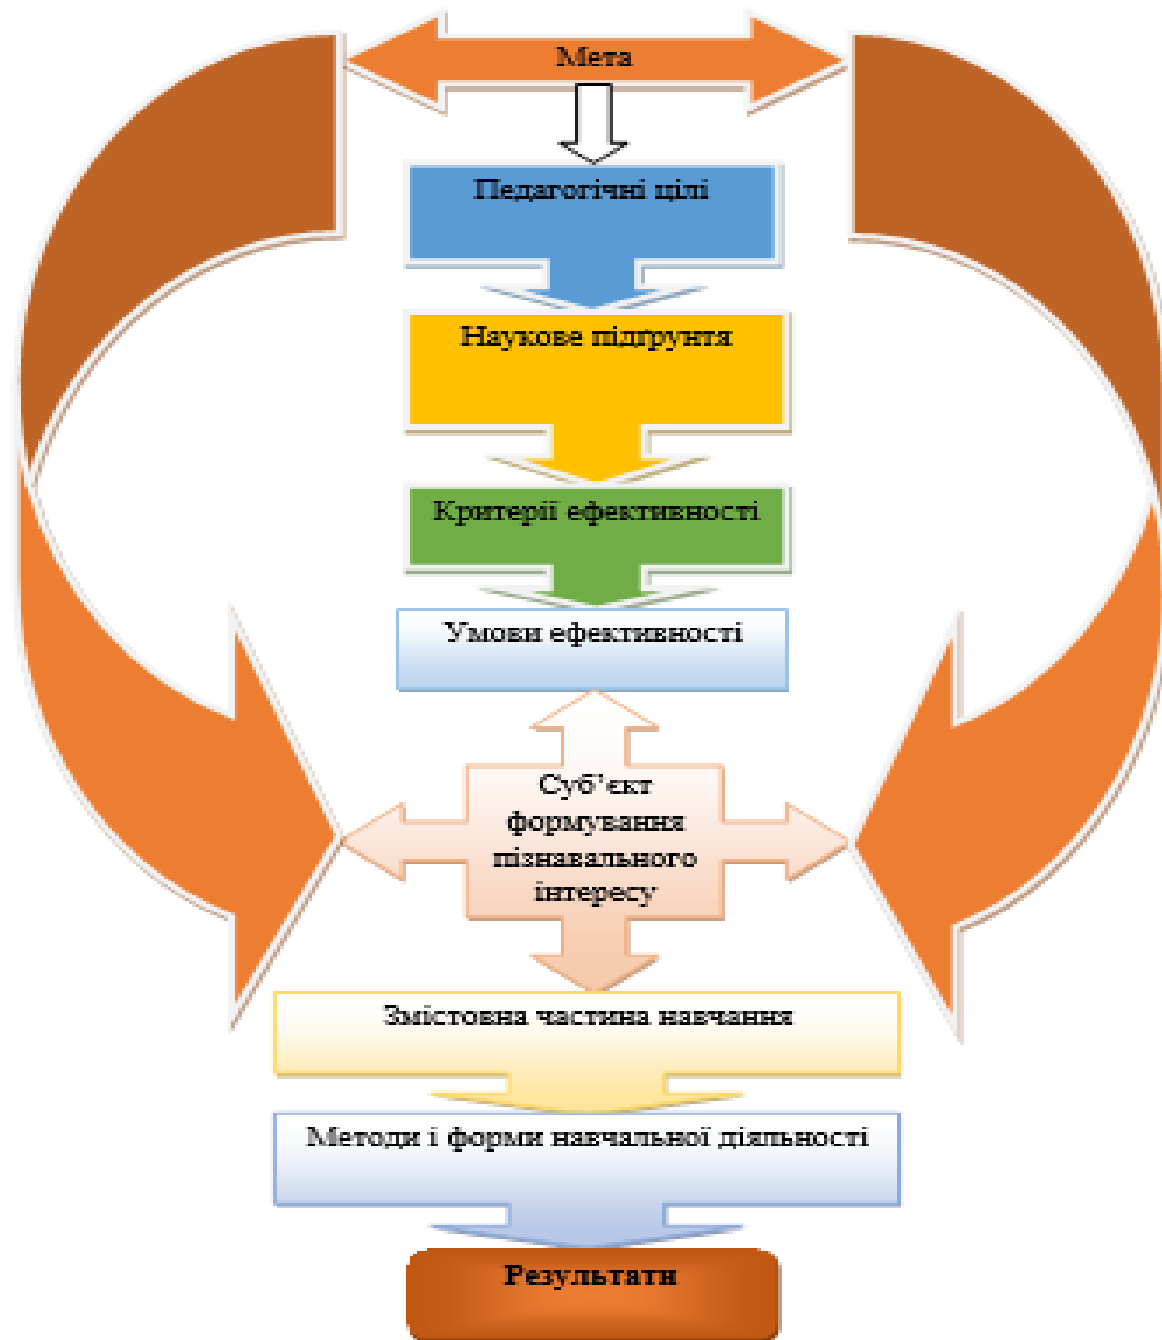 Мета
Педагогічні цілі
Наукове підґрунтя
Критерії ефективності
Умови ефективності
Суб’єкт
формування
пізнавального
інтересу
Змістовна частина навчання
Методи і форми навчальної діяльності
Результати